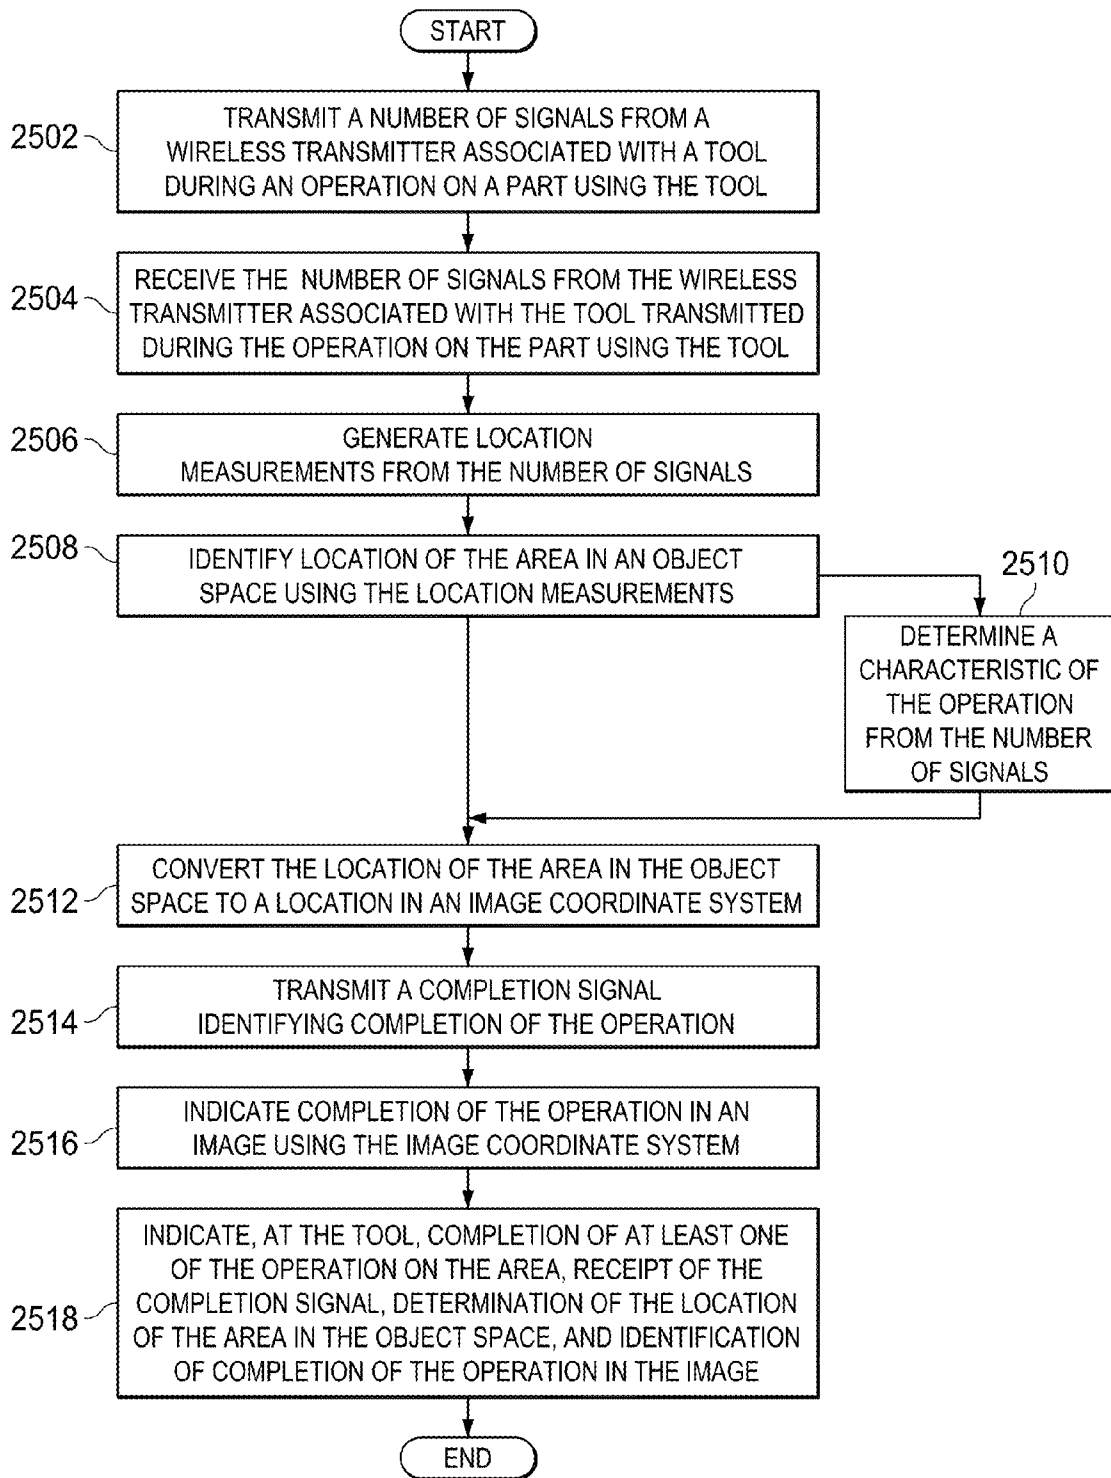 START
2502
TRANSMIT A NUMBER OF SIGNALS FROM A
WIRELESS TRANSMITTER ASSOCIATED WITH A TOOL
DURING AN OPERATION ON A PART USING THE TOOL
2504
RECEIVE THE NUMBER OF SIGNALS FROM THE WIRELESS
TRANSMITTER ASSOCIATED WITH THE TOOL TRANSMITTED
DURING THE OPERATION ON THE PART USING THE TOOL
2506
GENERATE LOCATION
MEASUREMENTS FROM THE NUMBER OF SIGNALS
2508
IDENTIFY LOCATION OF THE AREA IN AN OBJECT
SPACE USING THE LOCATION MEASUREMENTS
2510
DETERMINE A
CHARACTERISTIC OF
THE OPERATION
FROM THE NUMBER
OF SIGNALS
2512
CONVERT THE LOCATION OF THE AREA IN THE OBJECT
SPACE TO A LOCATION IN AN IMAGE COORDINATE SYSTEM
2514
TRANSMIT A COMPLETION SIGNAL
IDENTIFYING COMPLETION OF THE OPERATION
2516
INDICATE COMPLETION OF THE OPERATION IN AN
IMAGE USING THE IMAGE COORDINATE SYSTEM
2518
INDICATE, AT THE TOOL, COMPLETION OF AT LEAST ONE
OF THE OPERATION ON THE AREA, RECEIPT OF THE
COMPLETION SIGNAL, DETERMINATION OF THE LOCATION
OF THE AREA IN THE OBJECT SPACE, AND IDENTIFICATION
OF COMPLETION OF THE OPERATION IN THE IMAGE
END